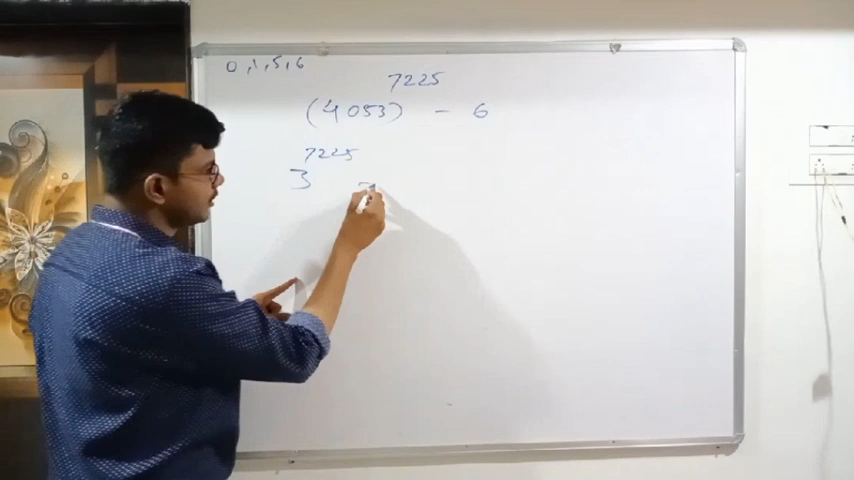 0, 1, 5, 6
7225
(4053) - 6
7225
3